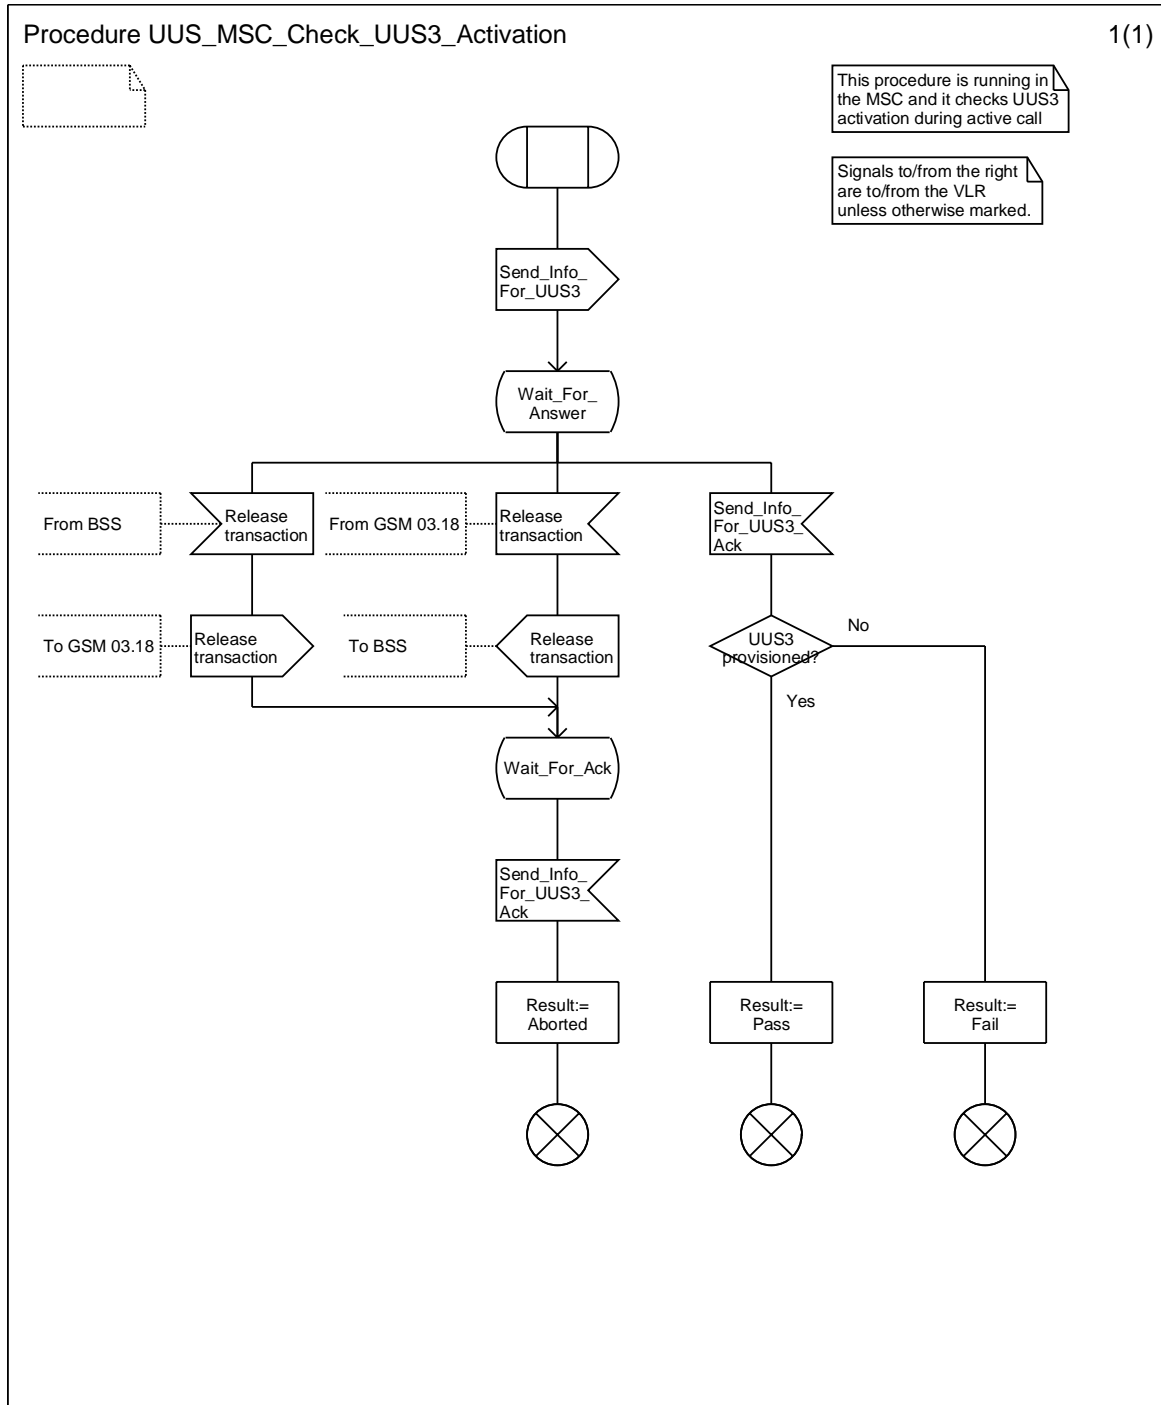 Procedure UUS_MSC_Check_UUS3_Activation
1(1)
This procedure is running in
the MSC and it checks UUS3
activation during active call
Signals to/from the right
are to/from the VLR
unless otherwise marked.
Send_Info_
For_UUS3
Wait_For_
Answer
From BSS
Release
transaction
From GSM 03.18
Release
transaction
Send_Info_
For_UUS3_
Ack
To GSM 03.18
Release
transaction
To BSS
Release
transaction
UUS3
provisioned?
No
Yes
Wait_For_Ack
Send_Info_
For_UUS3_
Ack
Result:=
Aborted
Result:=
Pass
Result:=
Fail